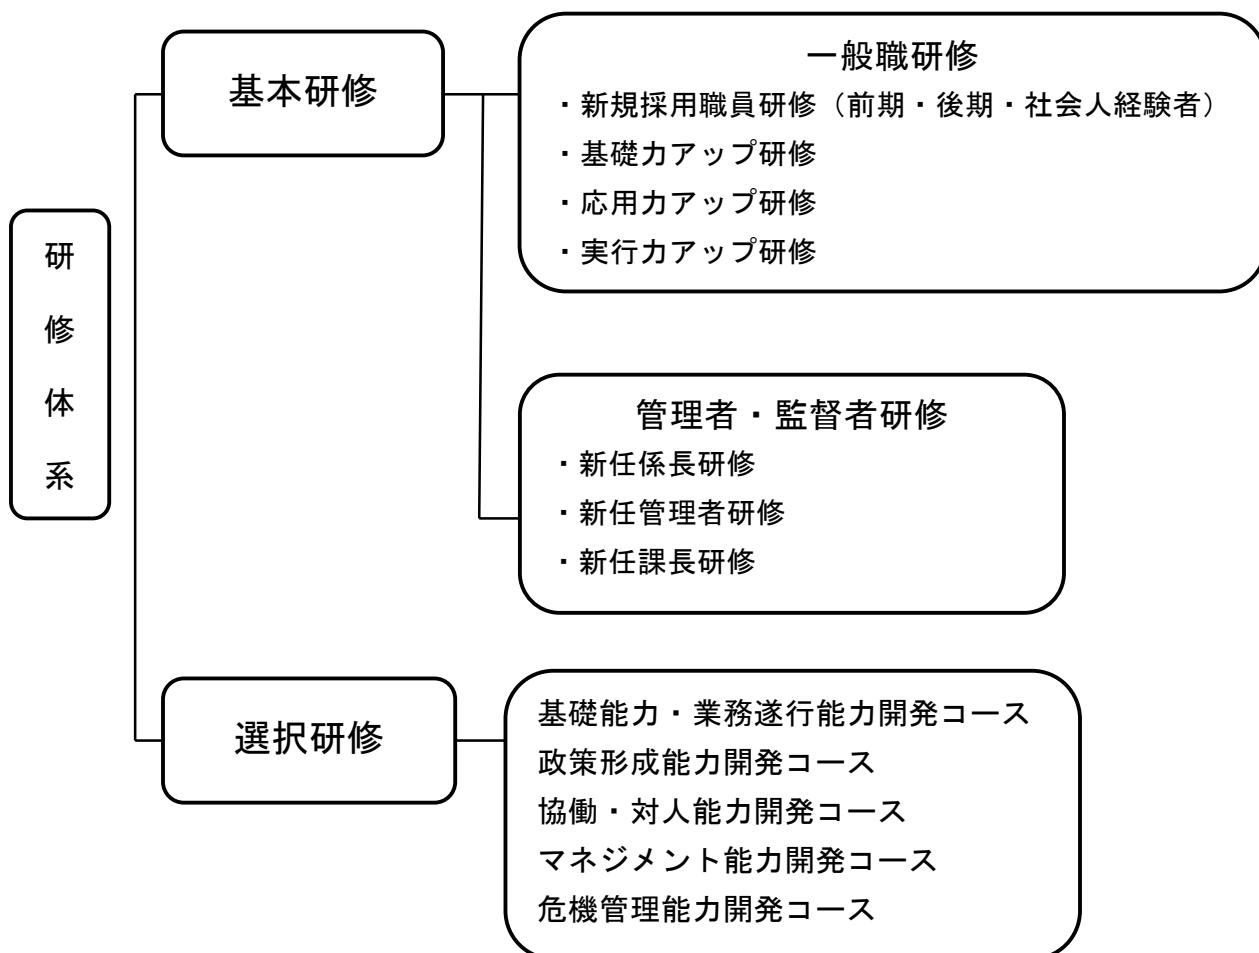 研修体系
基本研修
一般職研修
・新規採用職員研修（前期・後期・社会人経験者）
・基礎力アップ研修
・応用力アップ研修
・実行力アップ研修
管理者・監督者研修
・新任係長研修
・新任管理者研修
・新任課長研修
選択研修
基礎能力・業務遂行能力開発コース
政策形成能力開発コース
協働・対人能力開発コース
マネジメント能力開発コース
危機管理能力開発コース